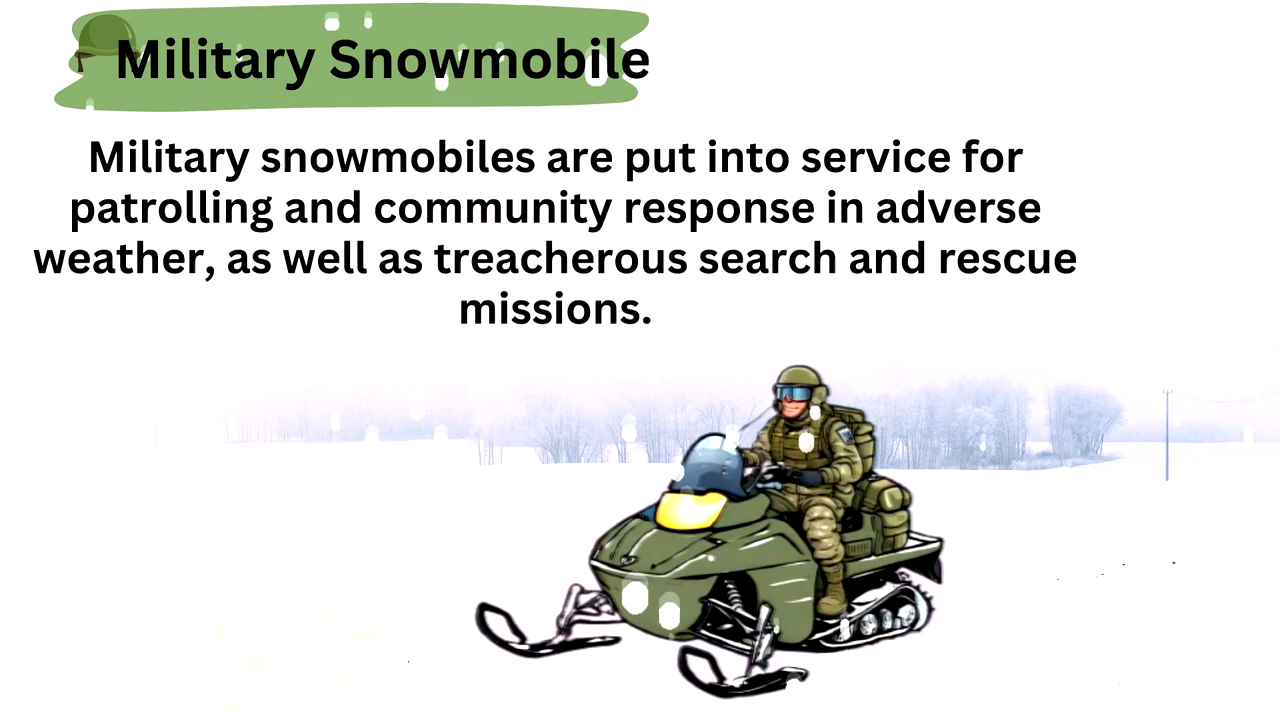 Military Snowmobile
Military snowmobiles are put into service for
patrolling and community response in adverse
weather, as well as treacherous search and rescue
missions.